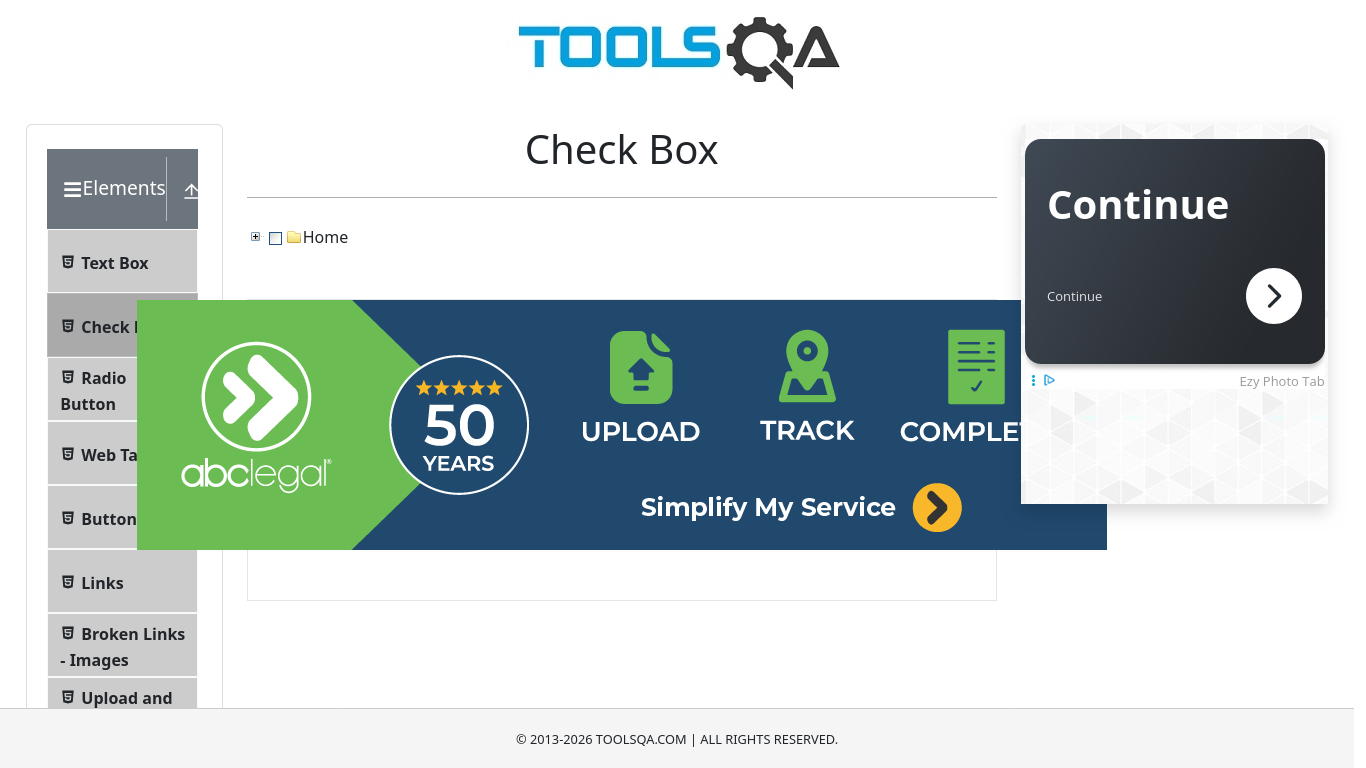 TOOLSQA
Check Box
Elements
Home
Text Box
Check
Radio
Button
Web Ta
Button
Links
Broken Links
- Images
Upload and
abclegal®
★★★★★
50
YEARS
UPLOAD
TRACK
COMPLET
Simplify My Service
Continue
Continue
Ezy Photo Tab
© 2013-2026 TOOLSQA.COM | ALL RIGHTS RESERVED.